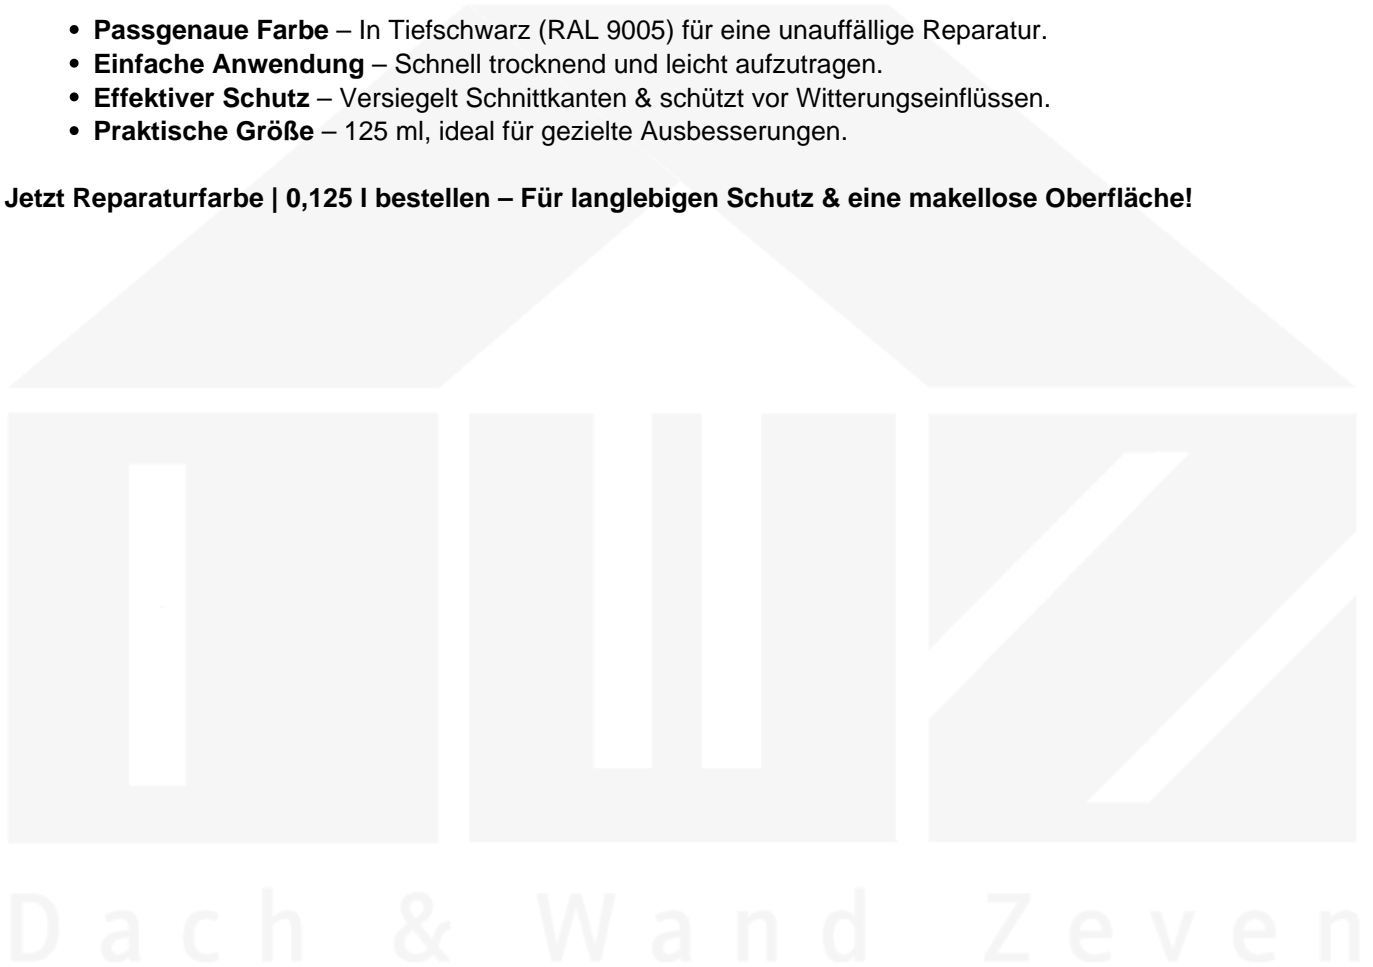 Passgenaue Farbe – In Tiefschwarz (RAL 9005) für eine unauffällige Reparatur.
Einfache Anwendung – Schnell trocknend und leicht aufzutragen.
Effektiver Schutz – Versiegelt Schnittkanten & schützt vor Witterungseinflüssen.
Praktische Größe – 125 ml, ideal für gezielte Ausbesserungen.
Jetzt Reparaturfarbe | 0,125 l bestellen – Für langlebigen Schutz & eine makellose Oberfläche!
Dach & Wand Zeven